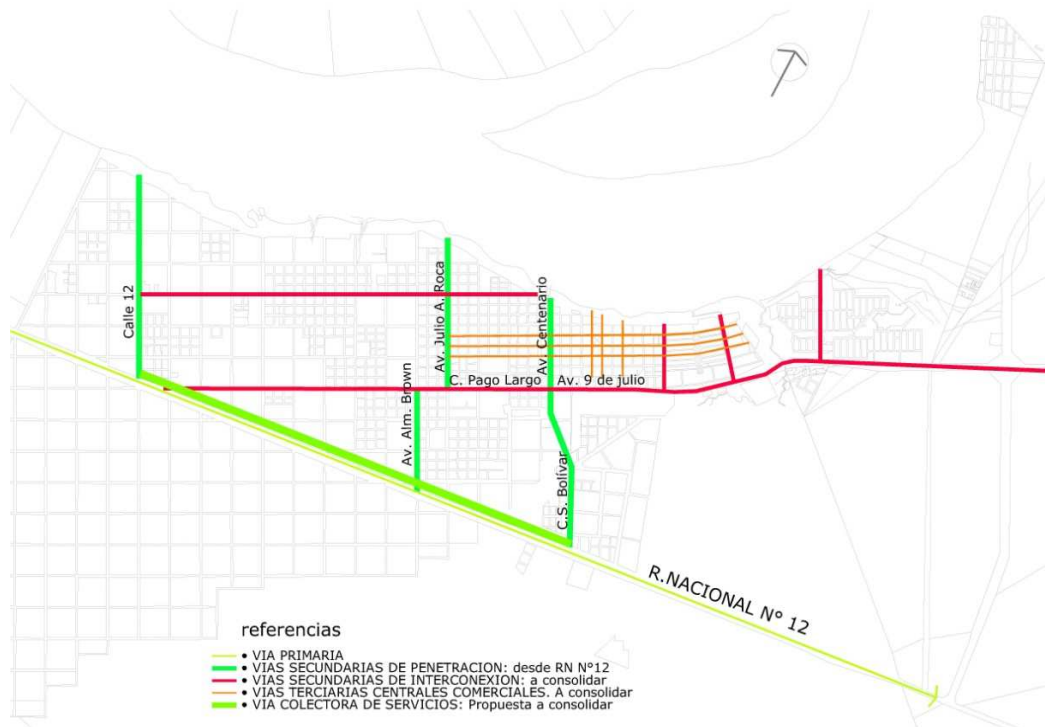 Calle 12
Av. Julio A. Roca
Av. Centenario
C. Pago Largo
Av. 9 de julio
Av. Alm. Brown
C.S. Bolívar
R.NACIONAL Nº 12
referencias
• VIA PRIMARIA
• VIAS SECUNDARIAS DE PENETRACION: desde RN N°12
• VIAS SECUNDARIAS DE INTERCONEXION: a consolidar
• VIAS TERCIARIAS CENTRALES COMERCIALES. A consolidar
• VIA COLECTORA DE SERVICIOS: Propuesta a consolidar